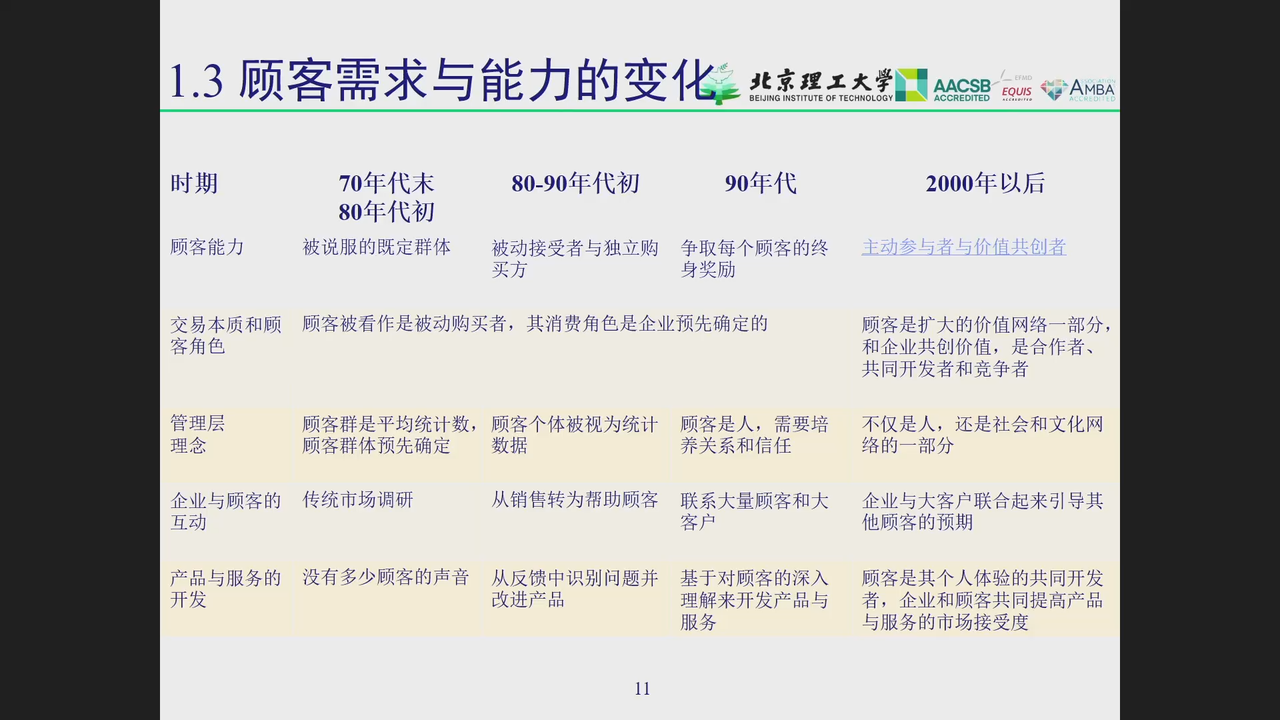 1.3 顾客需求与能力的变化
北京理工大学
BEIJING INSTITUTE OF TECHNOLOGY
AACSB
ACCREDITED
EFMD
EQUIS
ACCREDITED
ASSOCIATION
AMBA
ACCREDITED
时期
70年代末
80年代初
80-90年代初
90年代
2000年以后
顾客能力
被说服的既定群体
被动接受者与独立购
买方
争取每个顾客的终
身奖励
主动参与者与价值共创者
交易本质和顾
客角色
顾客被看作是被动购买者，其消费角色是企业预先确定的
顾客是扩大的价值网络一部分，
和企业共创价值，是合作者、
共同开发者和竞争者
管理层
理念
顾客群是平均统计数，
顾客群体预先确定
顾客个体被视为统计
数据
顾客是人，需要培
养关系和信任
不仅是人，还是社会和文化网
络的一部分
企业与顾客的
互动
传统市场调研
从销售转为帮助顾客
联系大量顾客和大
客户
企业与大客户联合起来引导其
他顾客的预期
产品与服务的
开发
没有多少顾客的声音
从反馈中识别问题并
改进产品
基于对顾客的深入
理解来开发产品与
服务
顾客是其个人体验的共同开发
者，企业和顾客共同提高产品
与服务的市场接受度
11